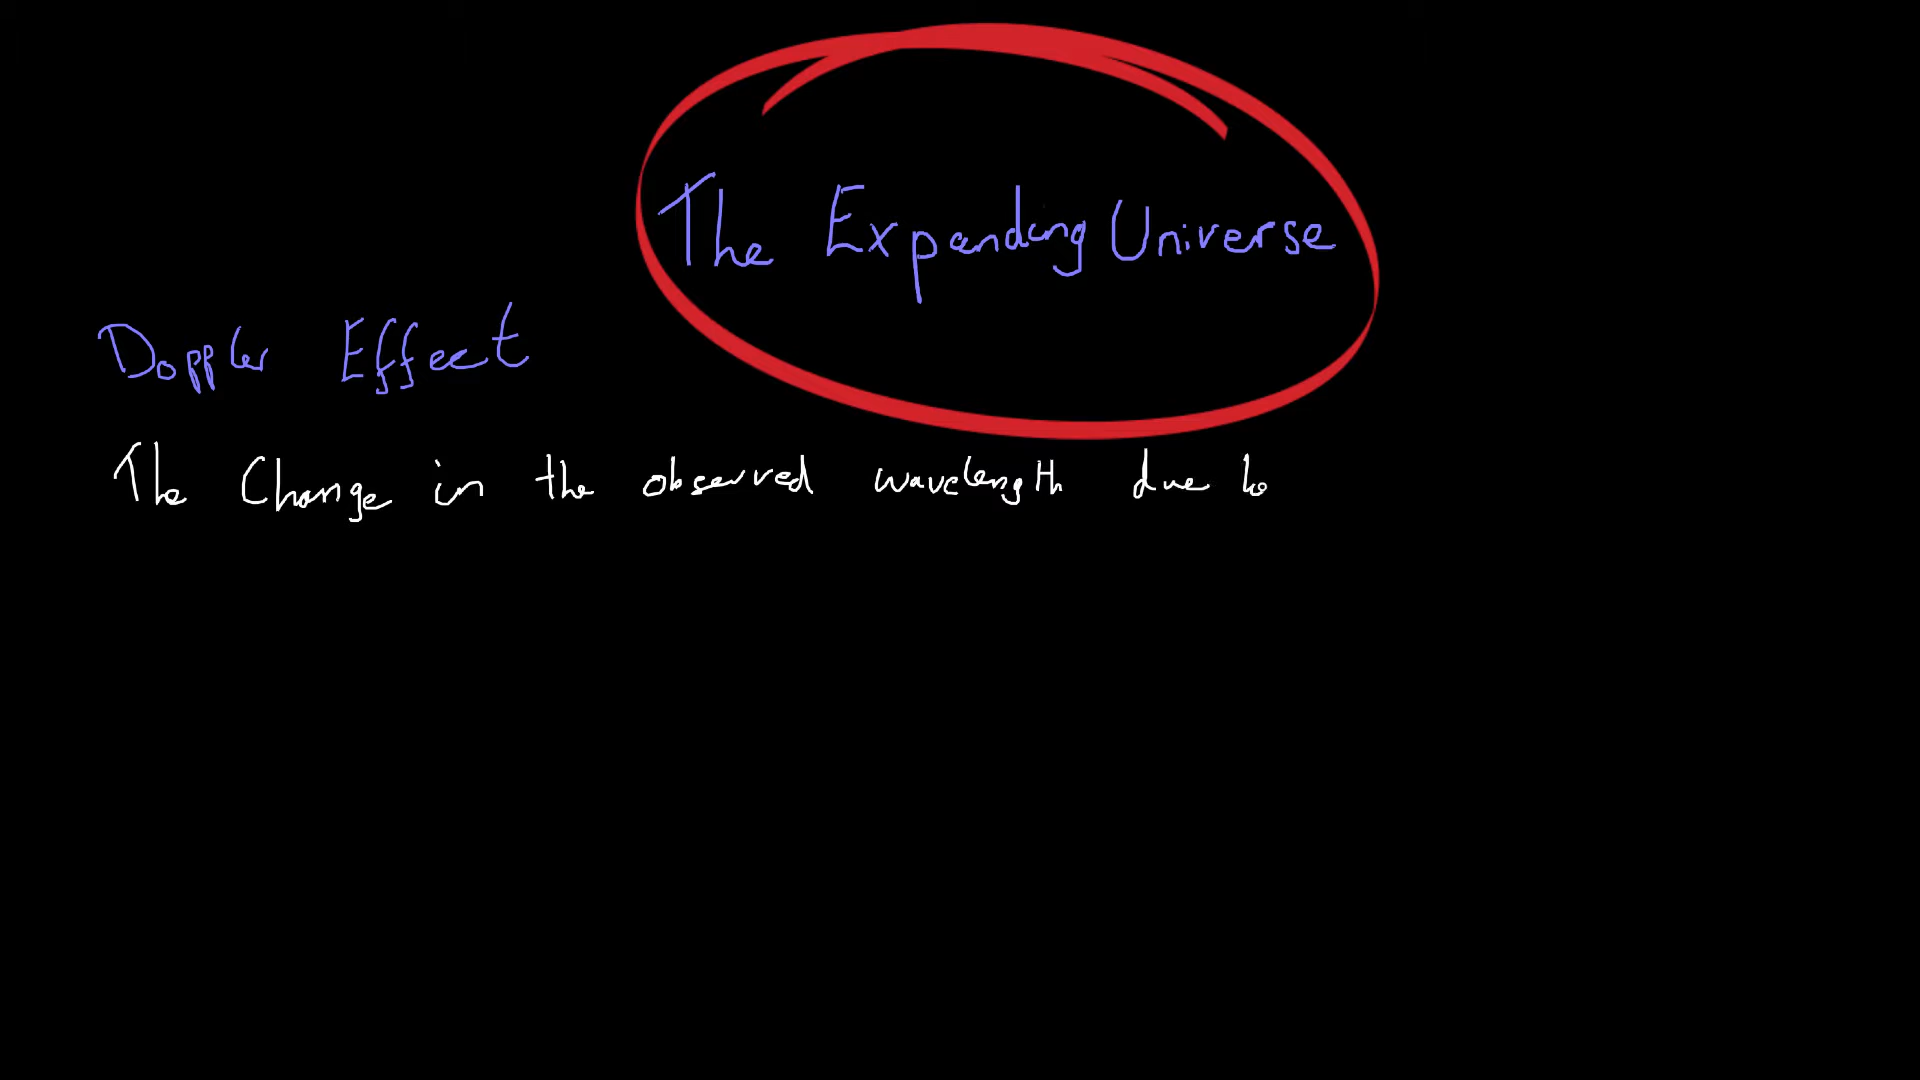 The Expanding Universe
Doppler Effect
The Change in the observed wavelength due to